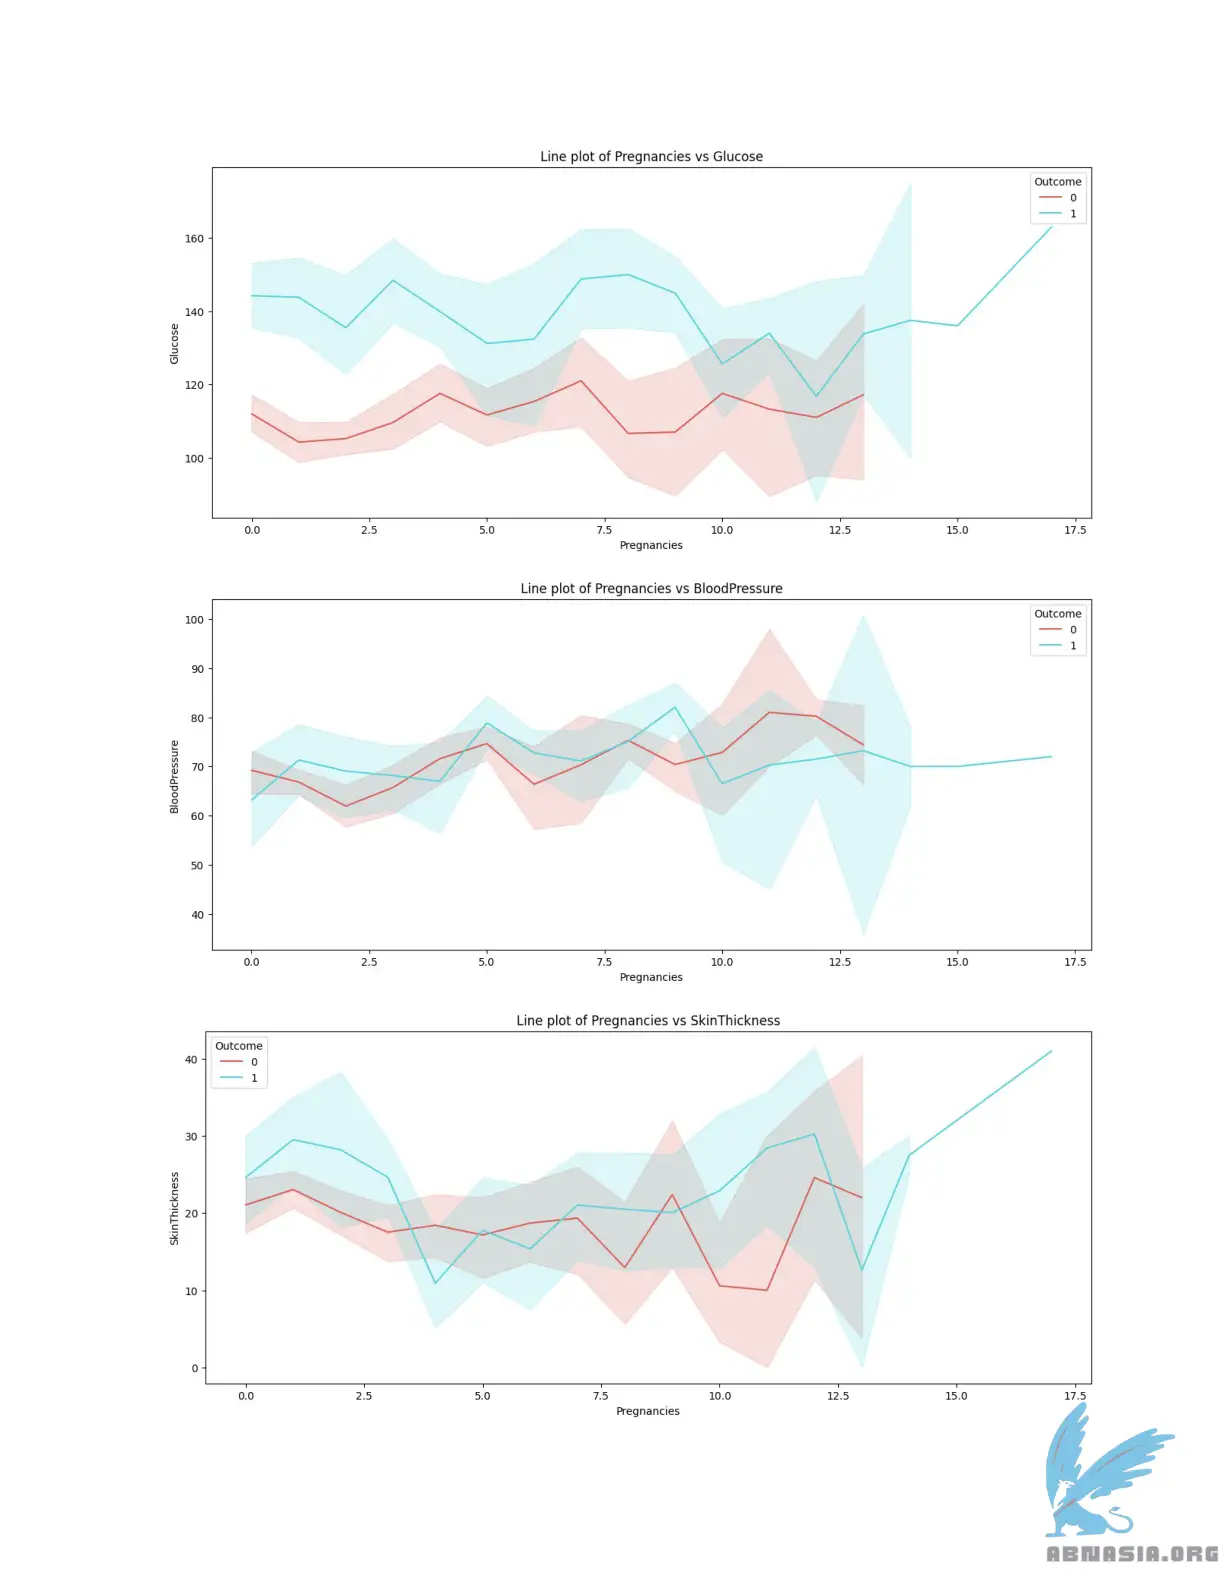 Line plot of Pregnancies vs Glucose
Outcome
0
1
160
140
120
100
Glucose
0.0 2.5 5.0 7.5 10.0 12.5 15.0 17.5
Pregnancies
Line plot of Pregnancies vs BloodPressure
Outcome
0
1
100
90
80
70
60
50
40
BloodPressure
0.0 2.5 5.0 7.5 10.0 12.5 15.0 17.5
Pregnancies
Line plot of Pregnancies vs SkinThickness
Outcome
0
1
40
30
20
10
0
SkinThickness
0.0 2.5 5.0 7.5 10.0 12.5 15.0 17.5
Pregnancies
ABNASIA.ORG